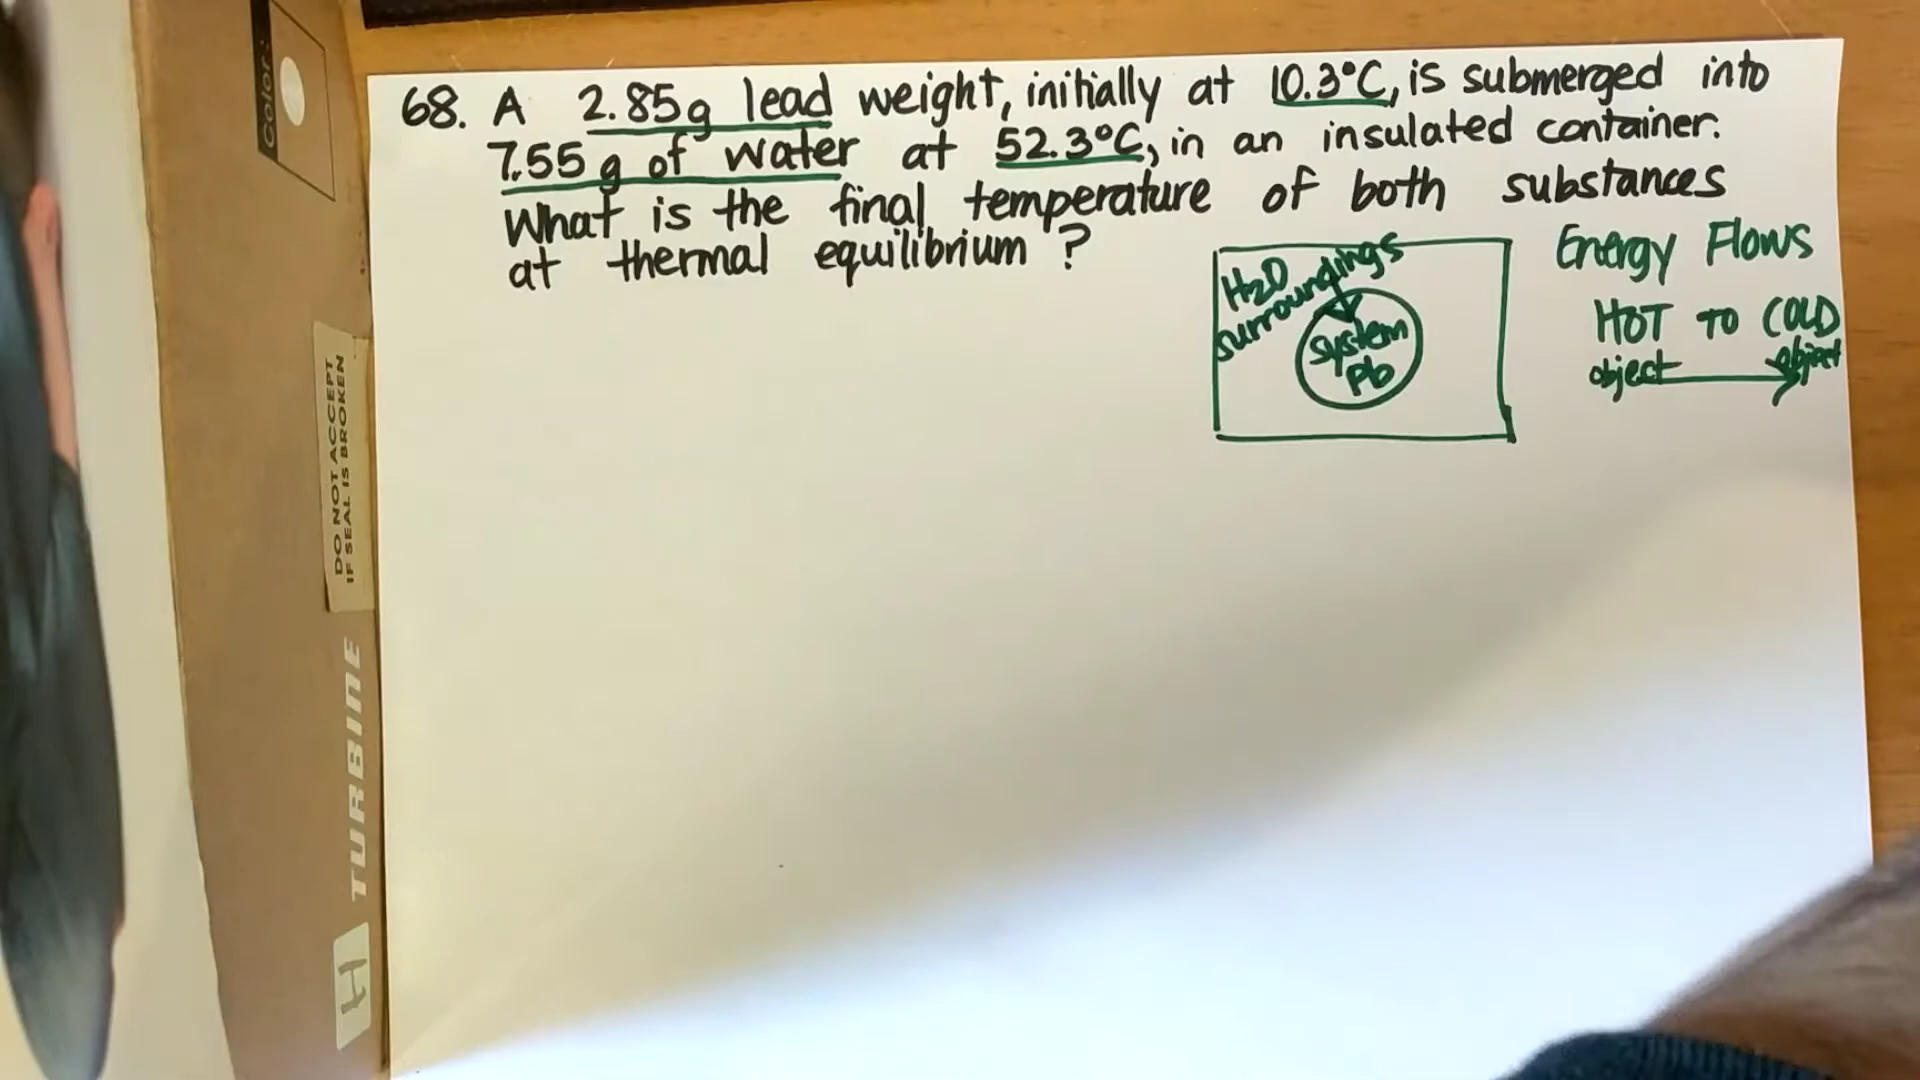 68. A 2.85g lead weight, initially at 10.3°C, is submerged into
7.55 g of water at 52.3°C, in an insulated container.
What is the final temperature of both substances
at thermal equilibrium ?
H2O
surroundings
system
Pb
Energy Flows
HOT TO COLD
object object
Color:
DO NOT ACCEPT
IF SEAL IS BROKEN
H TURBINE